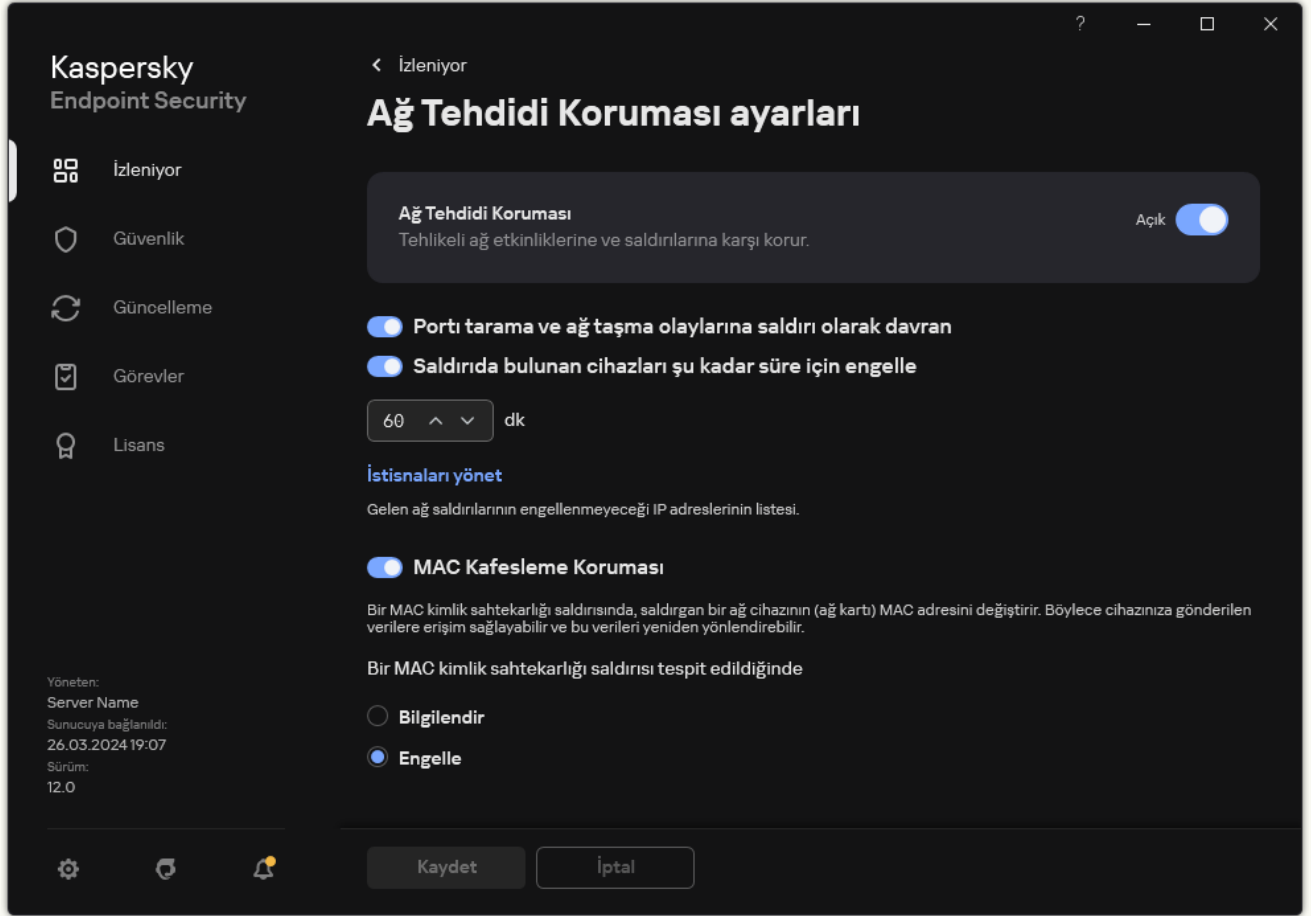 ?
Kaspersky
Endpoint Security
İzleniyor
Güvenlik
Güncelleme
Görevler
Lisans
Yöneten:
Server Name
Sunucuya bağlanıldı:
26.03.2024 19:07
Sürüm:
12.0
İzleniyor
Ağ Tehdidi Koruması ayarları
Ağ Tehdidi Koruması
Tehlikeli ağ etkinliklerine ve saldırılarına karşı korur.
Açık
Portı tarama ve ağ taşma olaylarına saldırı olarak davran
Saldırıda bulunan cihazları şu kadar süre için engelle
60 dk
İstisnaları yönet
Gelen ağ saldırılarının engellenmeyeceği IP adreslerinin listesi.
MAC Kafesleme Koruması
Bir MAC kimlik sahtekarlığı saldırısında, saldırgan bir ağ cihazının (ağ kartı) MAC adresini değiştirir. Böylece cihazınıza gönderilen
verilere erişim sağlayabilir ve bu verileri yeniden yönlendirebilir.
Bir MAC kimlik sahtekarlığı saldırısı tespit edildiğinde
Bilgilendir
Engelle
Kaydet
İptal